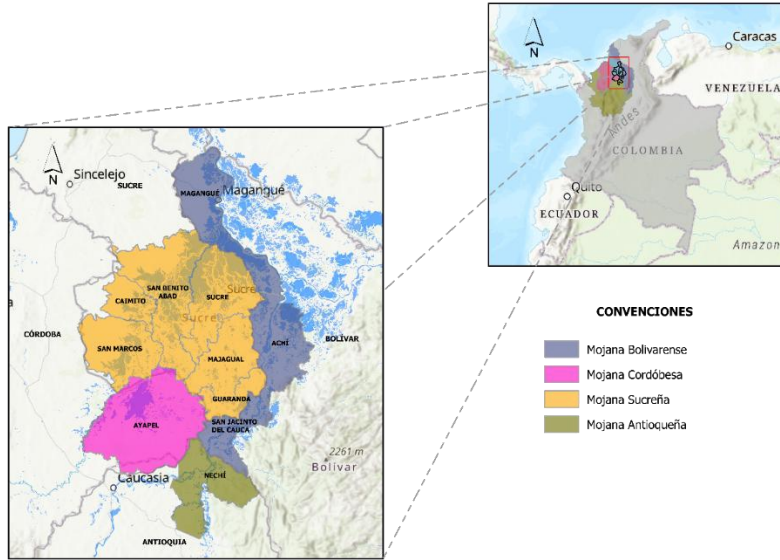 N
Sincelejo
SUCRE
MAGANGUÉ
Magangué
SAN BENITO
ABAD
CAIMITO
SUCRE
Sucre
Sucre
CÓRDOBA
SAN MARCOS
MAJAGUAL
ACHÍ
BOLÍVAR
GUARANDA
AYAPEL
SAN JACINTO
DEL CAUCA
NECHÍ
2261 m
Bolívar
Caucasia
ANTIOQUIA
N
Caracas
VENEZUELA
Andes
COLOMBIA
Quito
ECUADOR
Amazon
CONVENCIONES
Mojana Bolivarense
Mojana Cordóbesa
Mojana Sucreña
Mojana Antioqueña